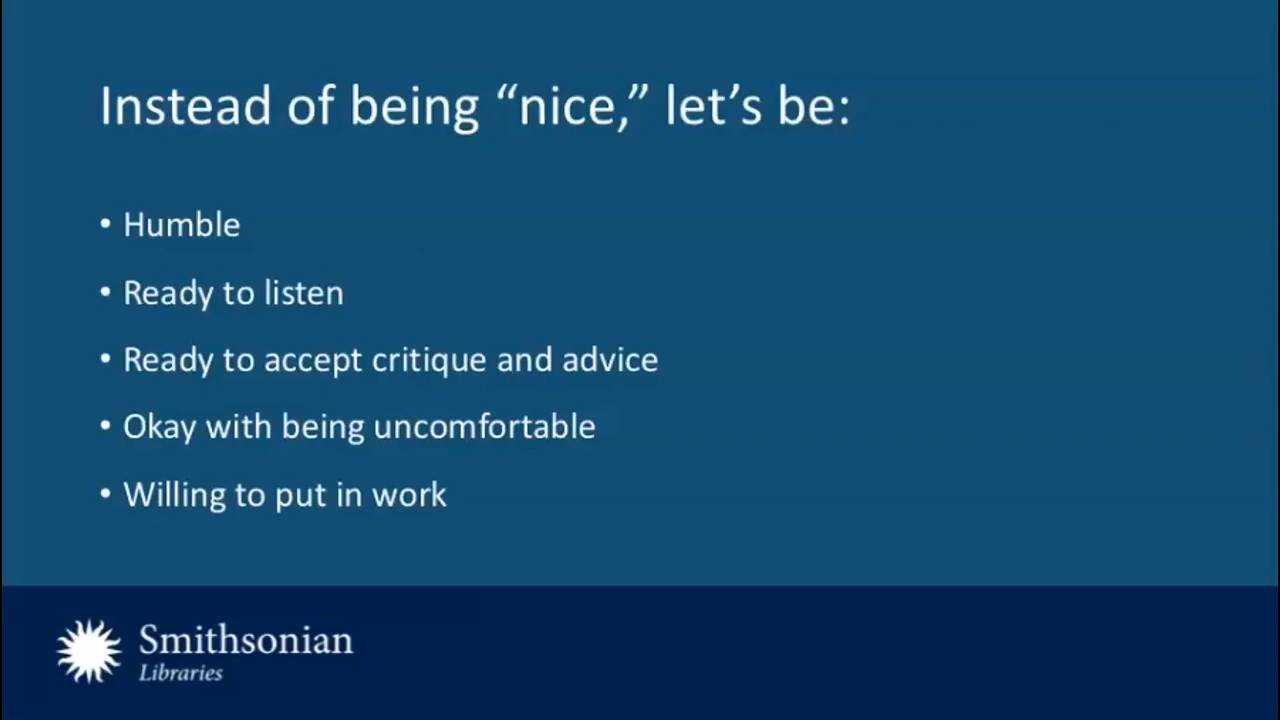 Instead of being “nice,” let’s be:
• Humble
• Ready to listen
• Ready to accept critique and advice
• Okay with being uncomfortable
• Willing to put in work
Smithsonian
Libraries